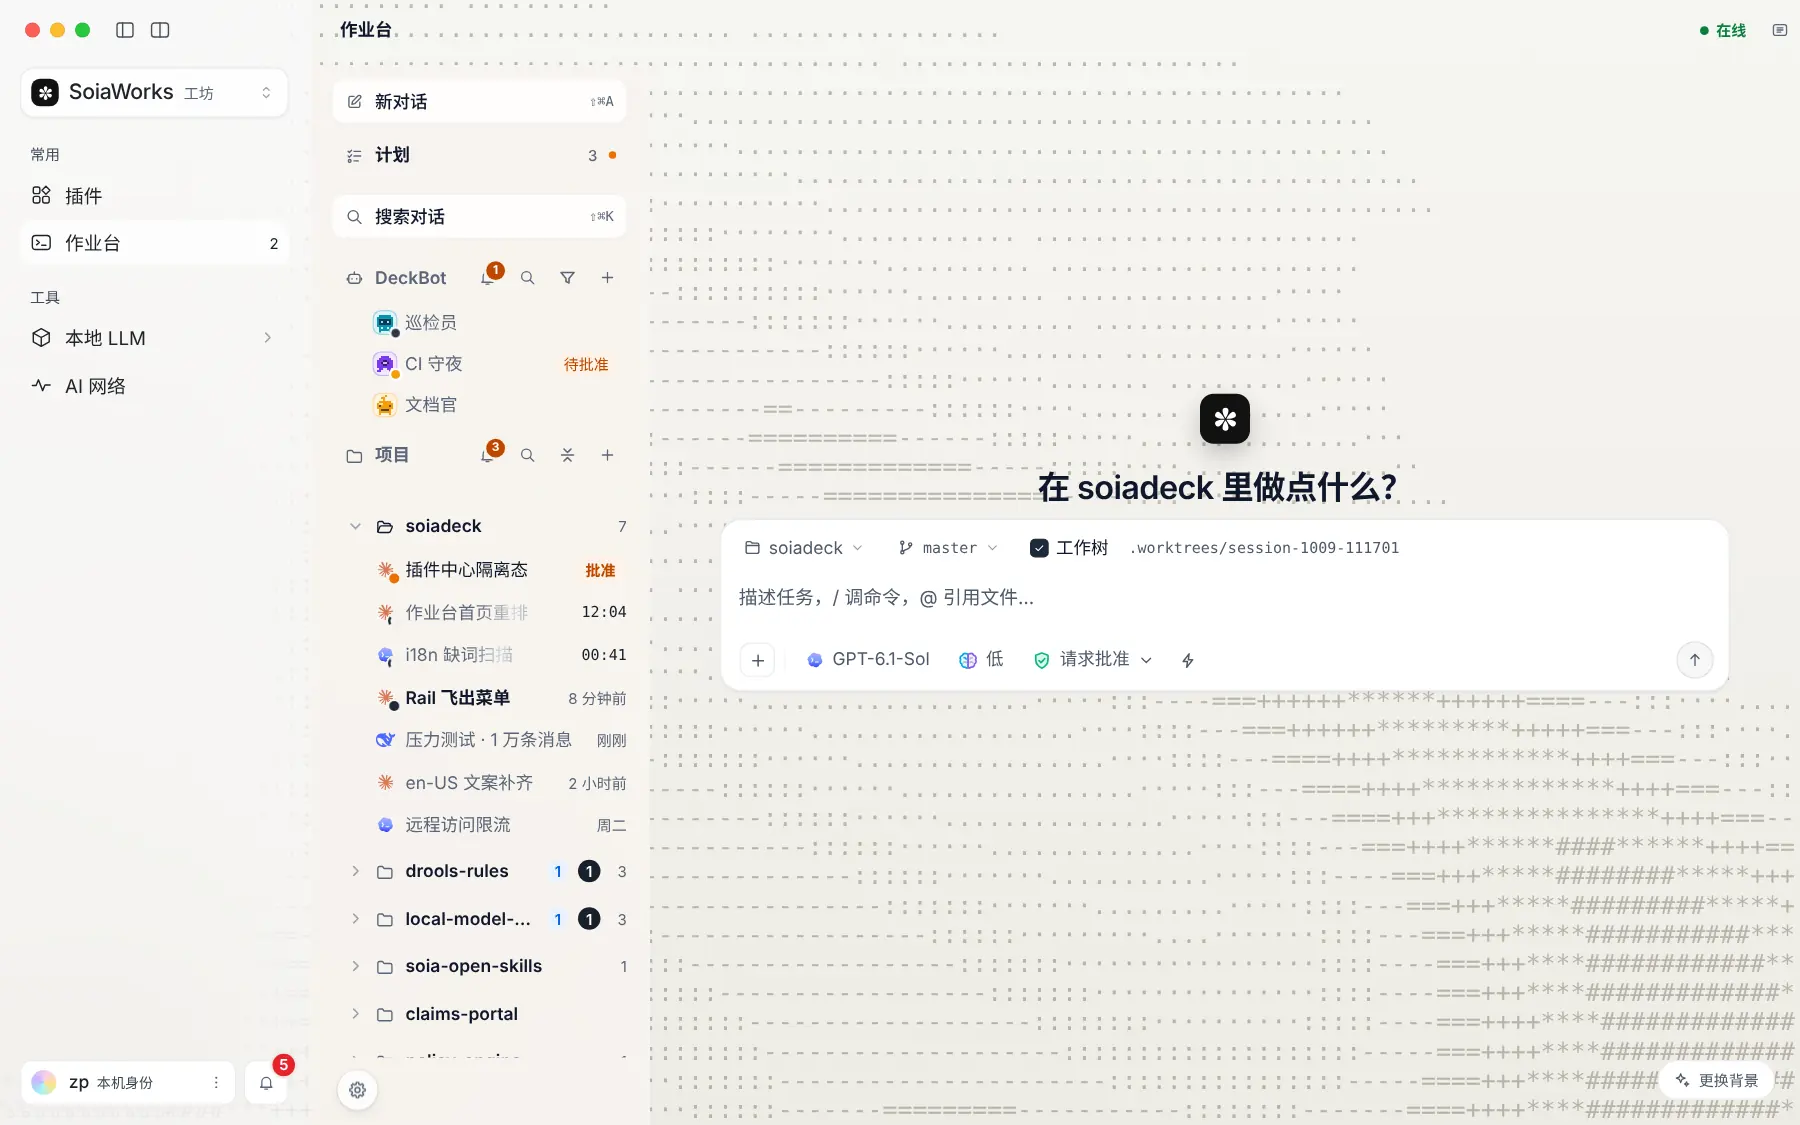 作业台
在线
SoiaWorks 工坊
常用
插件
作业台 2
工具
本地 LLM
AI 网络
zp 本机身份
5
新对话 ⇧⌘A
计划 3
搜索对话 ⇧⌘K
DeckBot 1
巡检员
CI 守夜 待批准
文档官
项目 3
soiadeck 7
插件中心隔离态 批准
作业台首页重排 12:04
i18n 缺词扫描 00:41
Rail 飞出菜单 8 分钟前
压力测试 · 1 万条消息 刚刚
en-US 文案补齐 2 小时前
远程访问限流 周二
drools-rules 1 1 3
local-model-... 1 1 3
soia-open-skills 1
claims-portal
在 soiadeck 里做点什么？
soiadeck master 工作树 .worktrees/session-1009-111701
描述任务，/ 调命令，@ 引用文件...
GPT-6.1-Sol 低 请求批准
更换背景